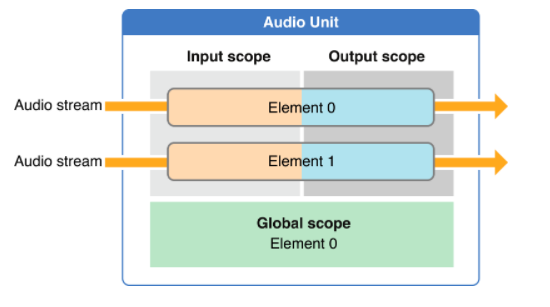 Audio Unit
Input scope
Output scope
Audio stream
Element 0
Audio stream
Element 1
Global scope
Element 0